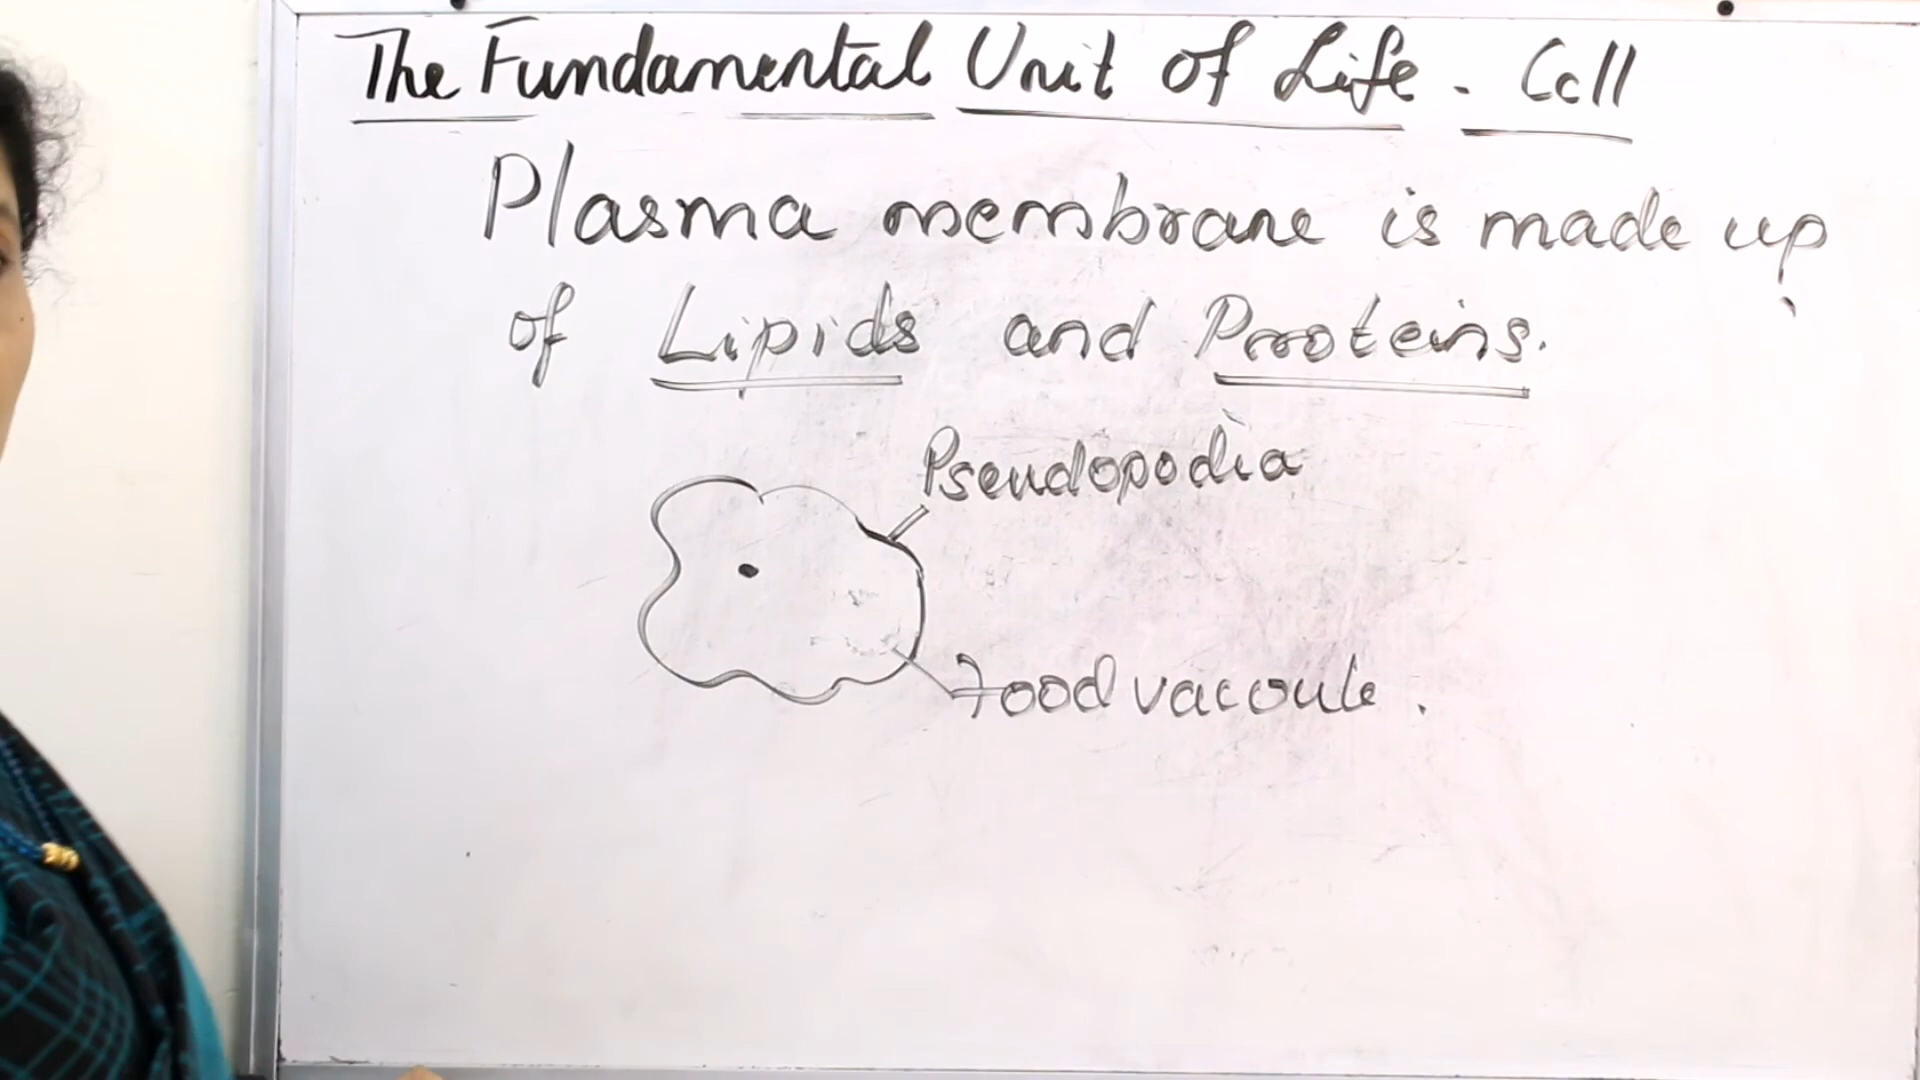 The Fundamental Unit of Life - Cell
Plasma membrane is made up
of Lipids and Proteins.
Pseudopodia
Food vacoule.